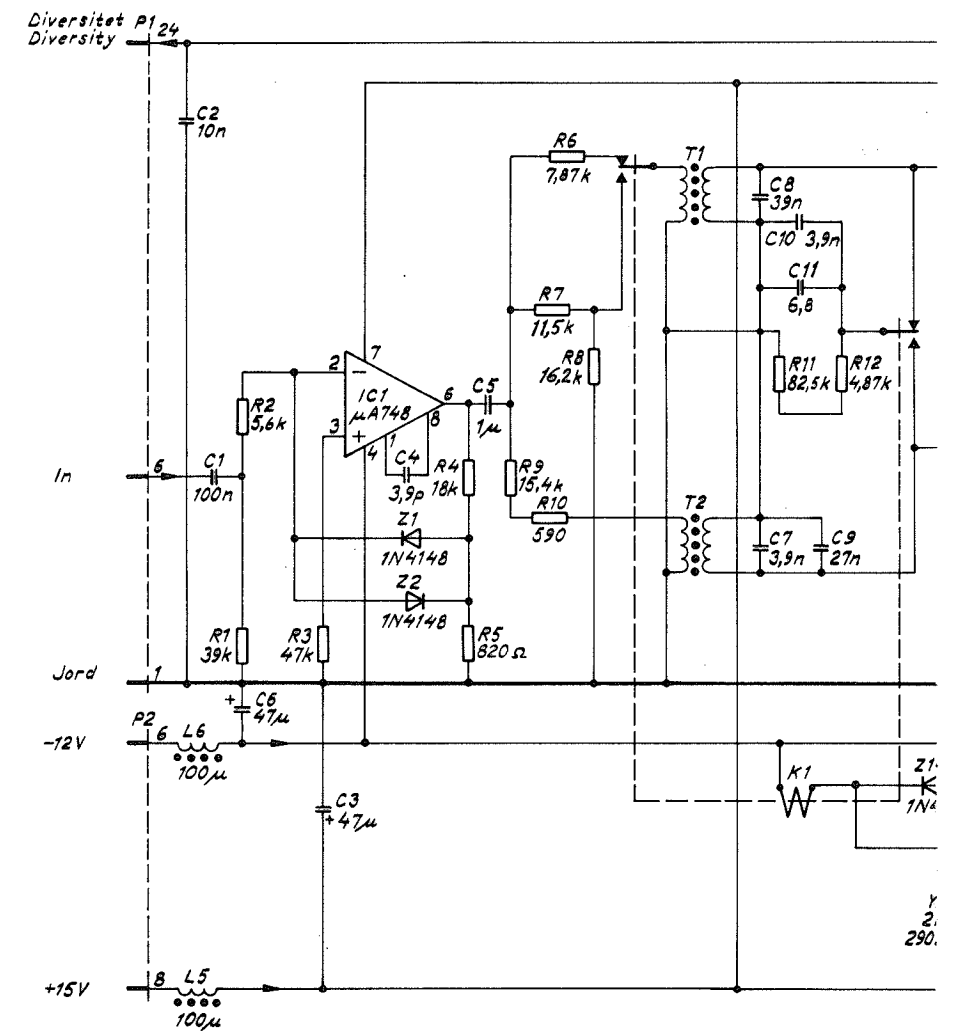 Diversitet P1 24
Diversity
C2
10n
R6
7,87k
T1
C8
39n
C10 3,9n
C11
6,8
R7
11,5k
R8
16,2k
R11
82,5k
R12
4,87k
7
2
IC1
µA748
6
8
3
1
4
C5
1µ
R2
5,6k
In
6
C1
100n
C4
3,9p
R4
18k
R9
15,4k
R10
590
T2
Z1
1N4148
C7
3,9n
C9
27n
Z2
1N4148
R1
39k
R3
47k
R5
820 Ω
Jord 1
+
C6
47µ
P2
-12V 6 L6
100µ
K1
C3
+ 47µ
+15V 8 L5
100µ